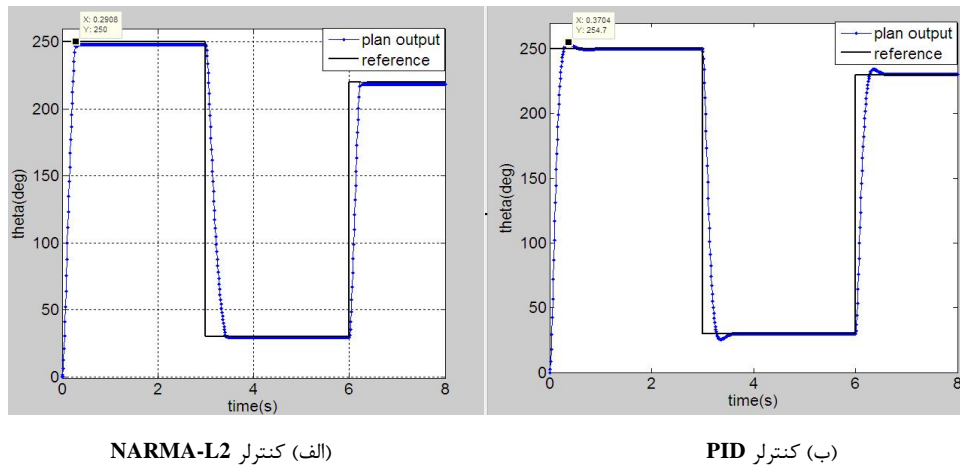 X: 0.2908
Y: 250
plan output
reference
250
200
150
100
50
0
theta(deg)
0
2
4
6
8
time(s)
X: 0.3704
Y: 254.7
plan output
reference
250
200
150
100
50
0
theta(deg)
0
2
4
6
8
time(s)
(الف) کنترلر NARMA-L2
(ب) کنترلر PID